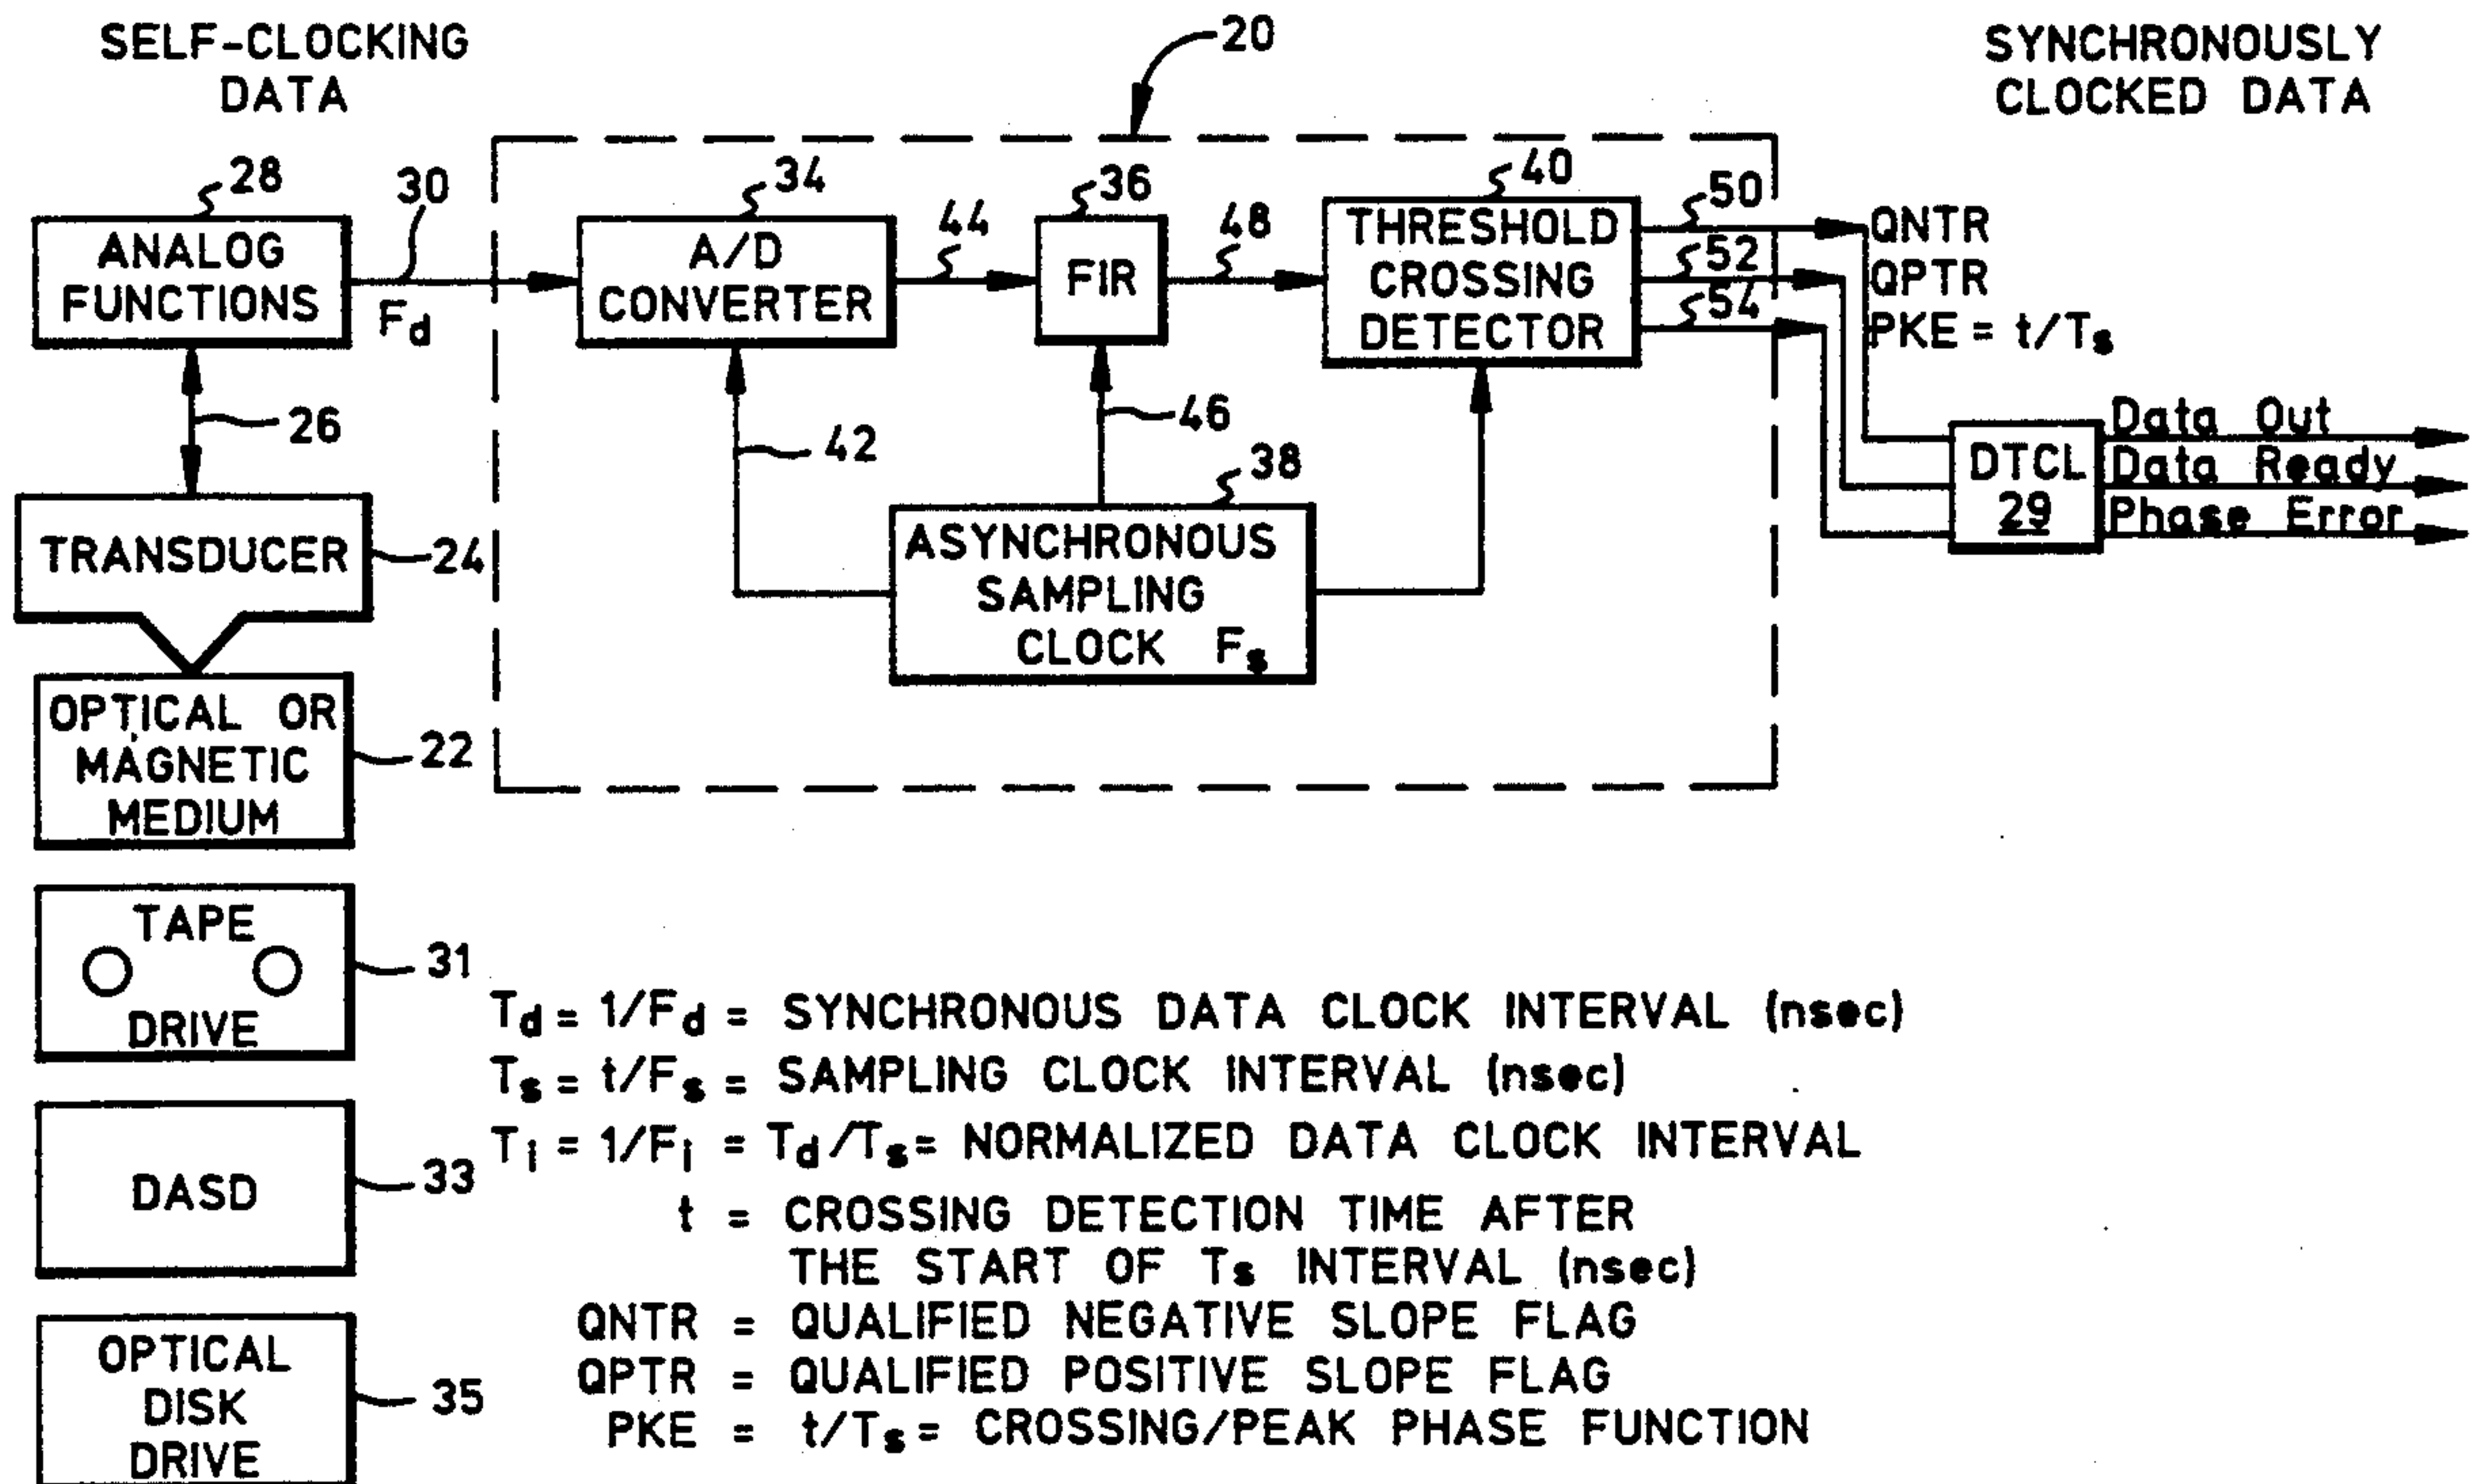 SELF-CLOCKING
DATA
20
SYNCHRONOUSLY
CLOCKED DATA
28
ANALOG
FUNCTIONS
30
Fd
34
A/D
CONVERTER
44
36
FIR
48
40
THRESHOLD
CROSSING
DETECTOR
50
QNTR
52
QPTR
54
PKE = t/Ts
26
42
46
38
ASYNCHRONOUS
SAMPLING
CLOCK Fs
DTCL
29
Data Out
Data Ready
Phase Error
TRANSDUCER
24
OPTICAL OR
MAGNETIC
MEDIUM
22
TAPE
DRIVE
31
DASD
33
OPTICAL
DISK
DRIVE
35
Td = 1/Fd = SYNCHRONOUS DATA CLOCK INTERVAL (nsec)
Ts = t/Fs = SAMPLING CLOCK INTERVAL (nsec)
Ti = 1/Fi = Td/Ts = NORMALIZED DATA CLOCK INTERVAL
t = CROSSING DETECTION TIME AFTER
THE START OF Ts INTERVAL (nsec)
QNTR = QUALIFIED NEGATIVE SLOPE FLAG
QPTR = QUALIFIED POSITIVE SLOPE FLAG
PKE = t/Ts = CROSSING/PEAK PHASE FUNCTION